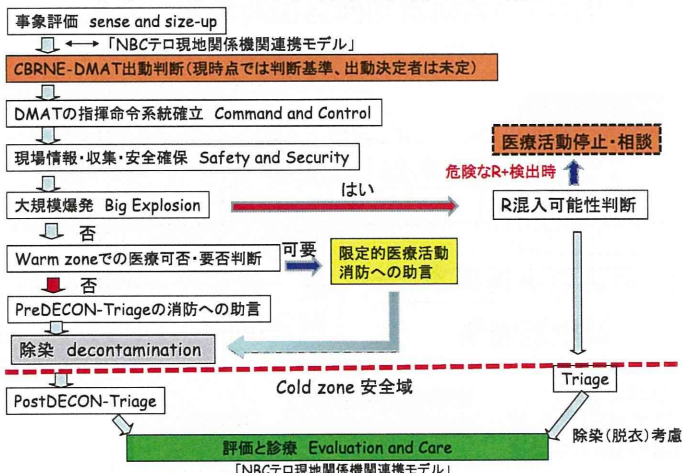 事象評価 sense and size-up
「NBCテロ現地関係機関連携モデル」
CBRNE-DMAT出動判断(現時点では判断基準、出動決定者は未定)
DMATの指揮命令系統確立 Command and Control
医療活動停止・相談
現場情報・収集・安全確保 Safety and Security
危険なR+検出時
はい
大規模爆発 Big Explosion
R混入可能性判断
否
Warm zoneでの医療可否・要否判断
可要
限定的医療活動
消防への助言
否
PreDECON-Triageの消防への助言
除染 decontamination
Cold zone 安全域
Triage
PostDECON-Triage
除染(脱衣)考慮
評価と診療 Evaluation and Care
「NBCテロ現地関係機関連携モデル」